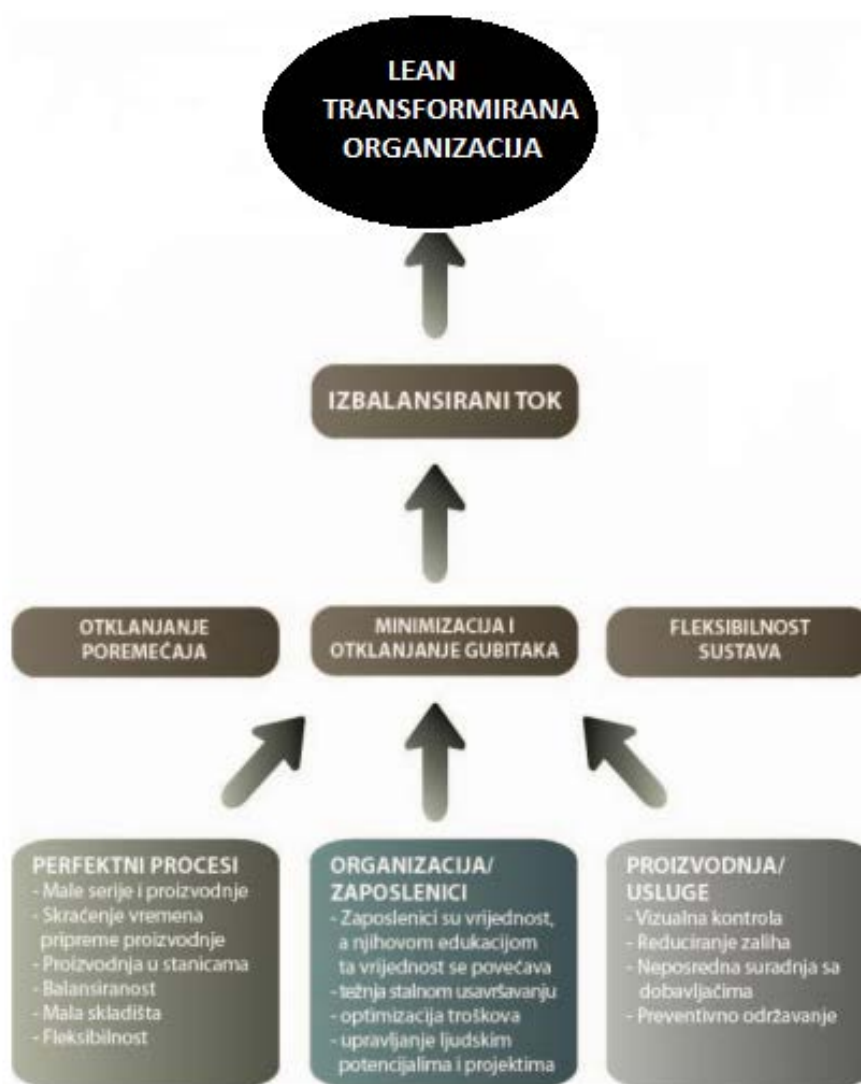 LEAN
TRANSFORMIRANA
ORGANIZACIJA
IZBALANSIRANI TOK
OTKLANJANJE
POREMEĆAJA
MINIMIZACIJA I
OTKLANJANJE GUBITAKA
FLEKSIBILNOST
SUSTAVA
PERFEKTNI PROCESI
- Male serije i proizvodnje
- Skraćenje vremena
pripreme proizvodnje
- Proizvodnja u stanicama
- Balansiranost
- Mala skladišta
- Fleksibilnost
ORGANIZACIJA/
ZAPOSLENICI
- Zaposlenici su vrijednost,
a njihovom edukacijom
ta vrijednost se povećava
- težnja stalnom usavršavanju
- optimizacija troškova
- upravljanje ljudskim
potencijalima i projektima
PROIZVODNJA/
USLUGE
- Vizualna kontrola
- Reduciranje zaliha
- Neposredna suradnja sa
dobavljačima
- Preventivno održavanje